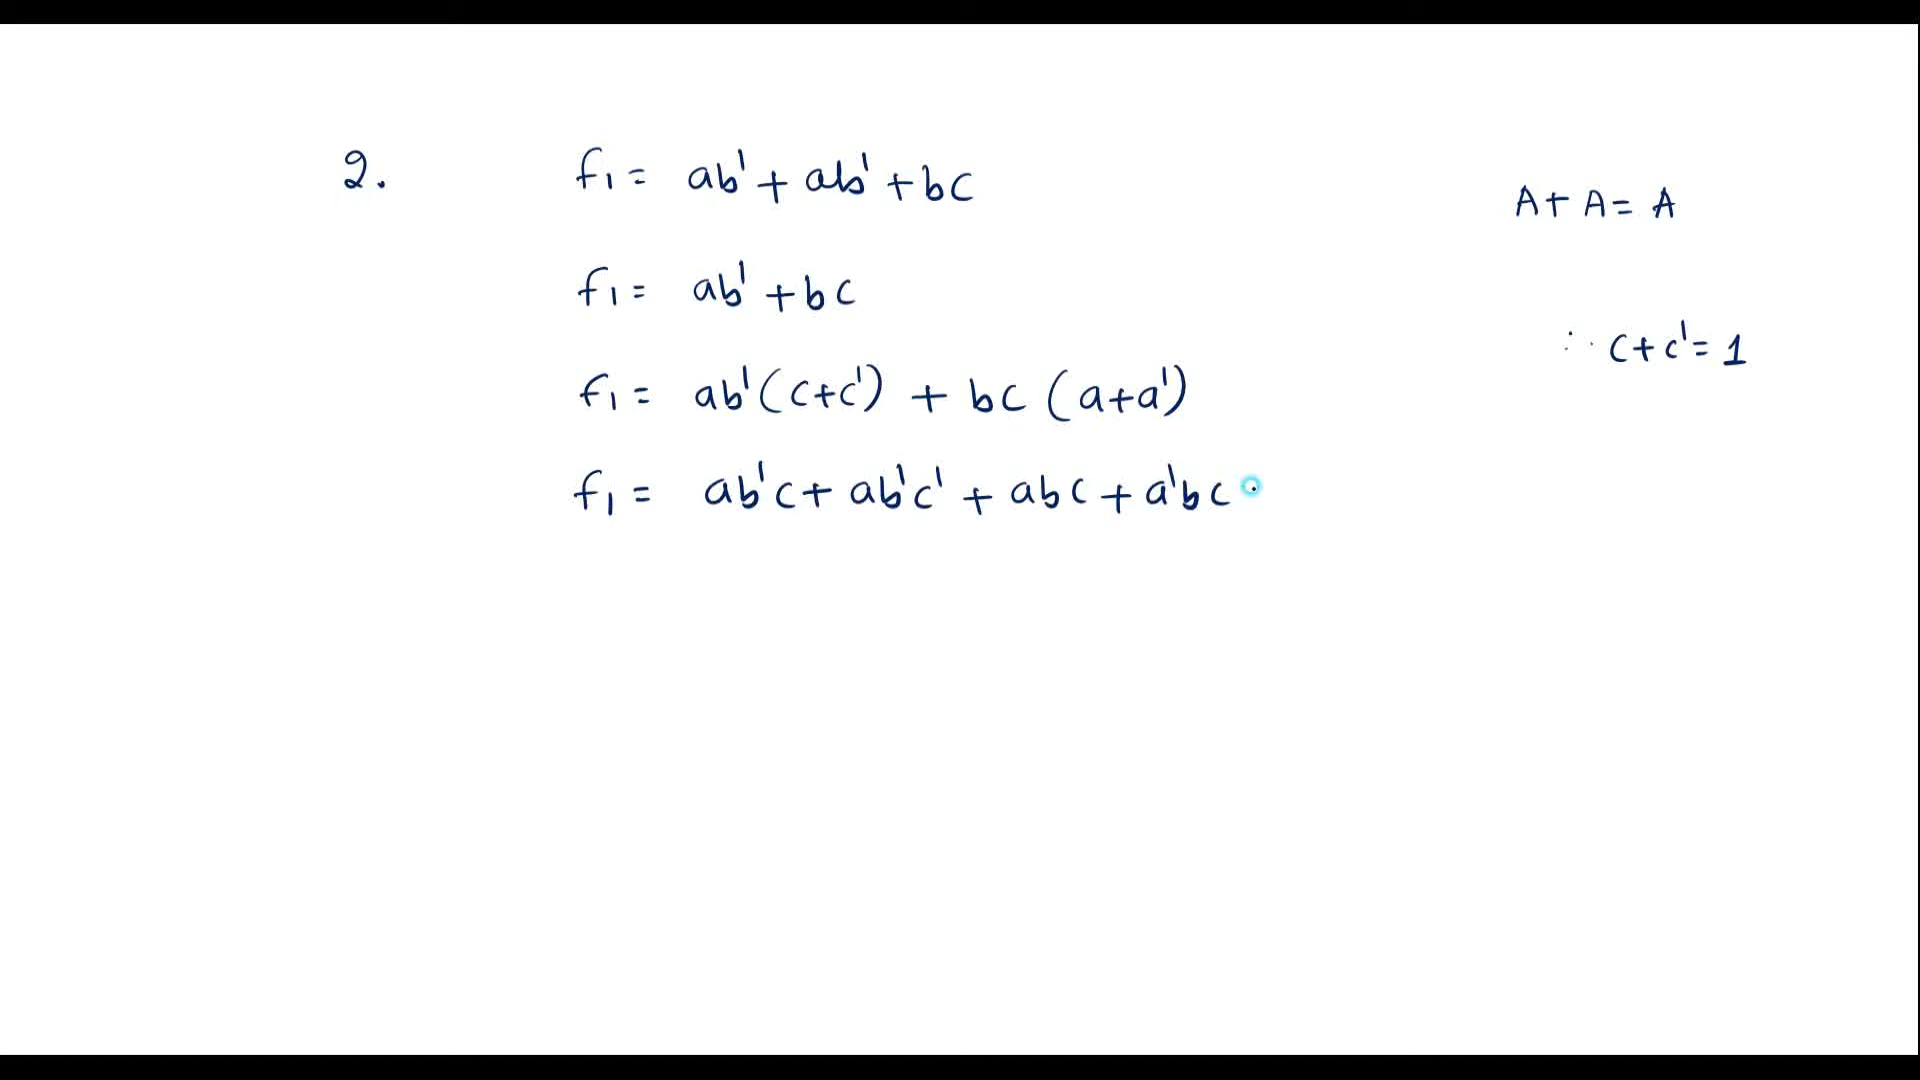 2. f₁ = ab' + ab' + bc
A + A = A
f₁ = ab' + bc
∵ c + c' = 1
f₁ = ab'(c+c') + bc (a+a')
f₁ = ab'c + ab'c' + abc + a'bc